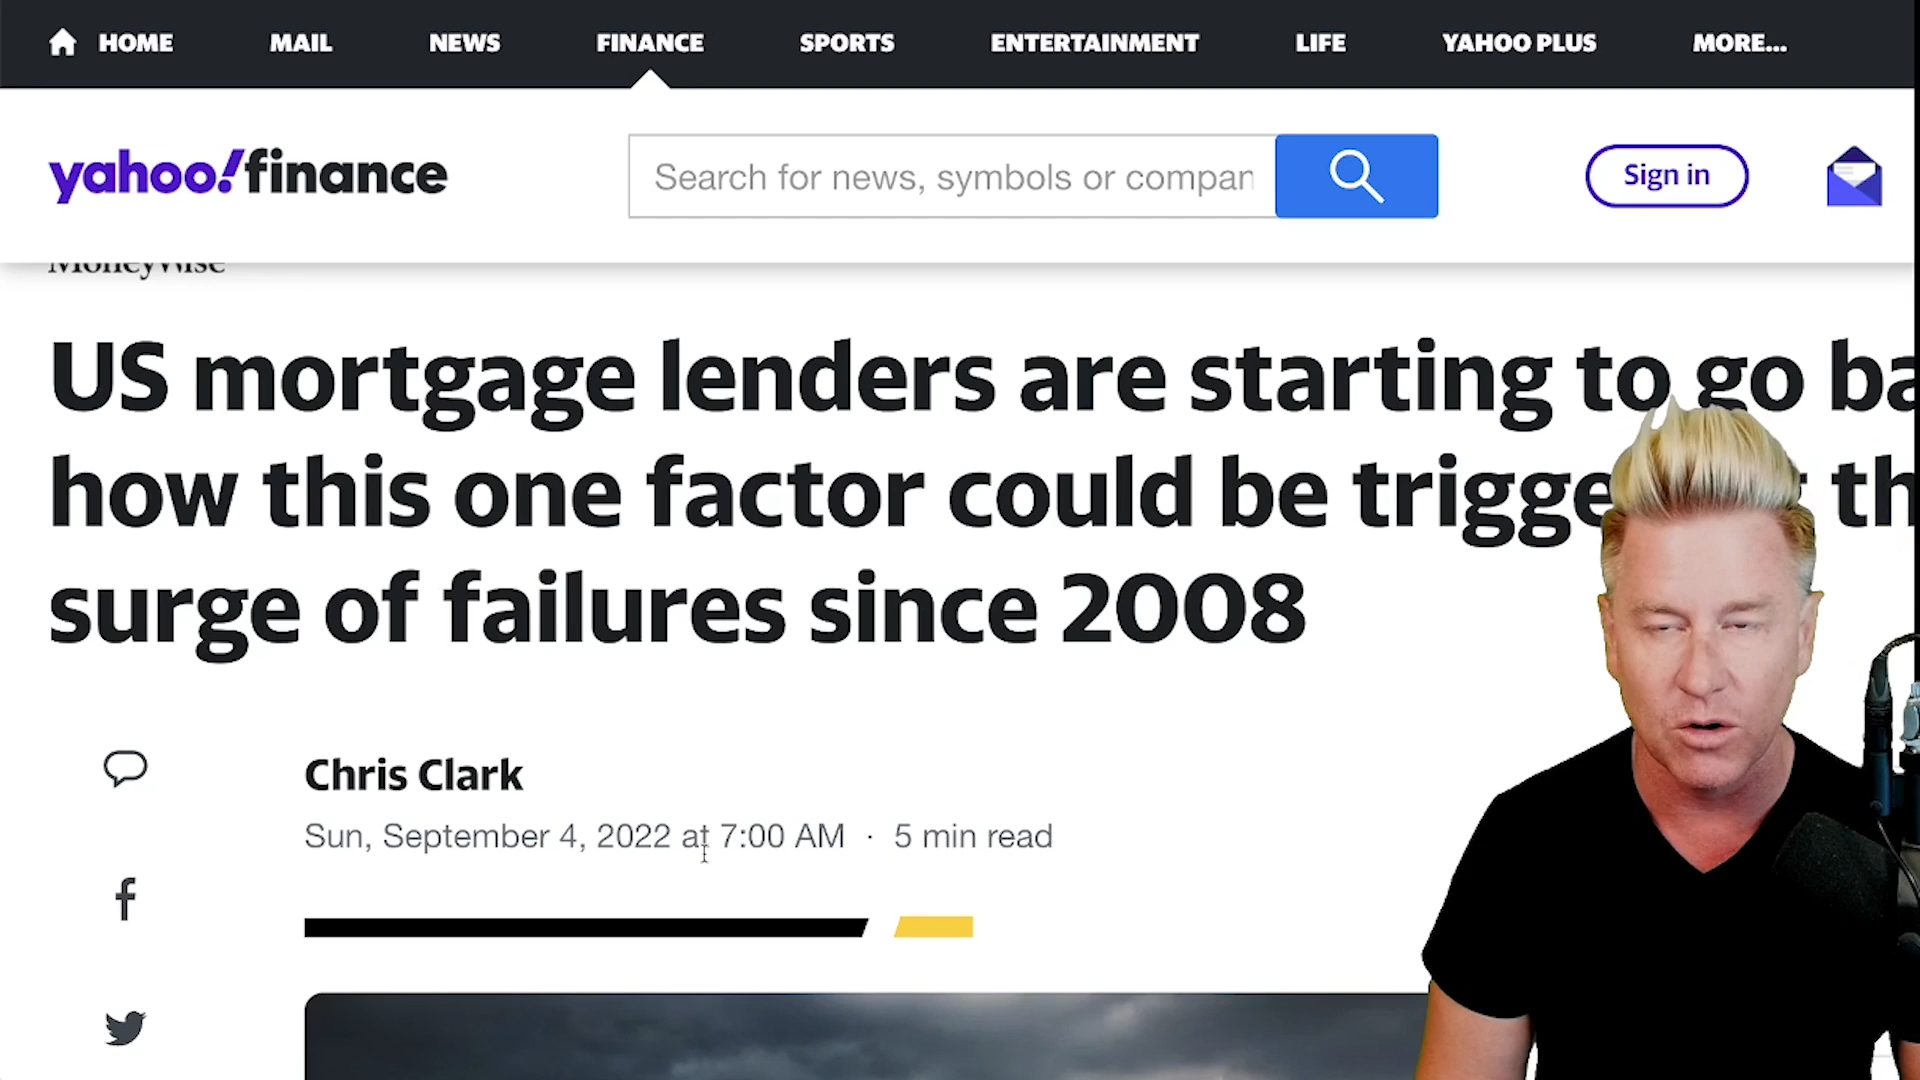 HOME MAIL NEWS FINANCE SPORTS ENTERTAINMENT LIFE YAHOO PLUS MORE...
yahoo!finance Search for news, symbols or compan Sign in
MoneyWise
US mortgage lenders are starting to go ba
how this one factor could be trigge th
surge of failures since 2008
Chris Clark
Sun, September 4, 2022 at 7:00 AM · 5 min read